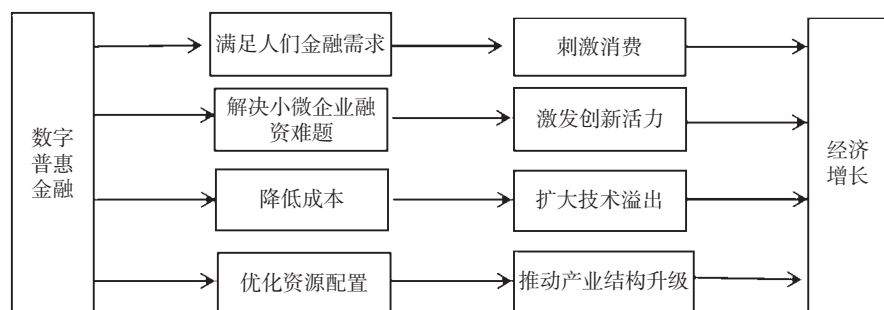 数字
普惠
金融
满足人们金融需求
刺激消费
解决小微企业融
资难题
激发创新活力
降低成本
扩大技术溢出
优化资源配置
推动产业结构升级
经济
增长